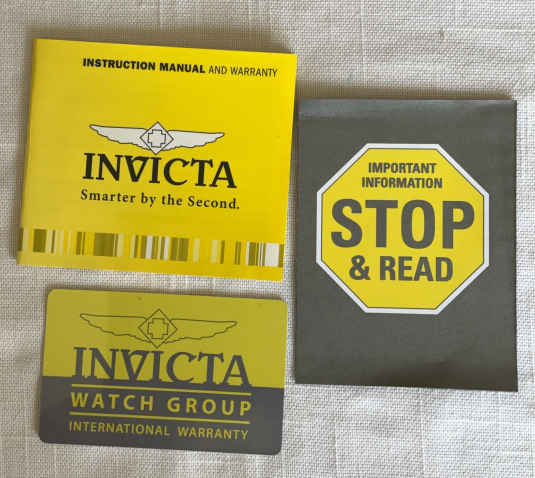 INSTRUCTION MANUAL AND WARRANTY
INVICTA
Smarter by the Second.
IMPORTANT
INFORMATION
STOP
& READ
INVICTA
WATCH GROUP
INTERNATIONAL WARRANTY